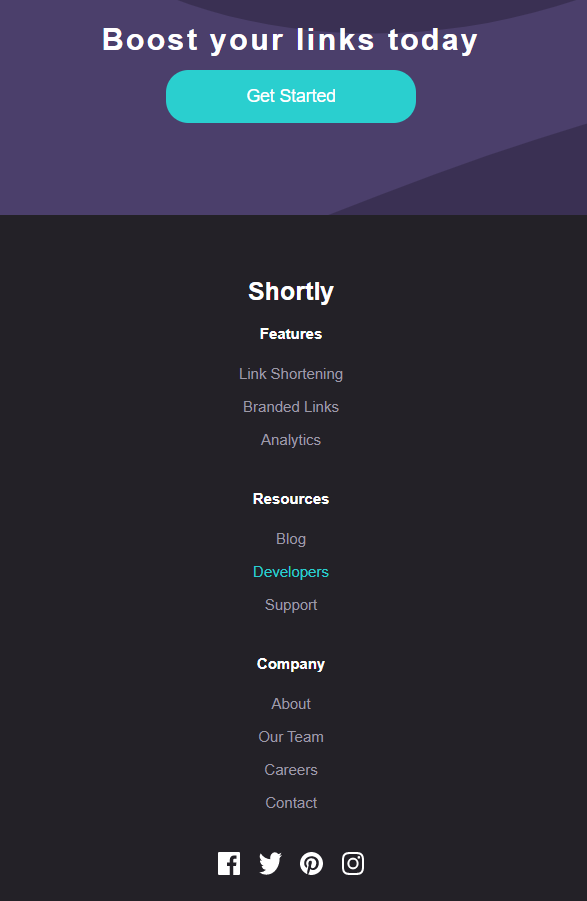 Boost your links today
Get Started
Shortly
Features
Link Shortening
Branded Links
Analytics
Resources
Blog
Developers
Support
Company
About
Our Team
Careers
Contact